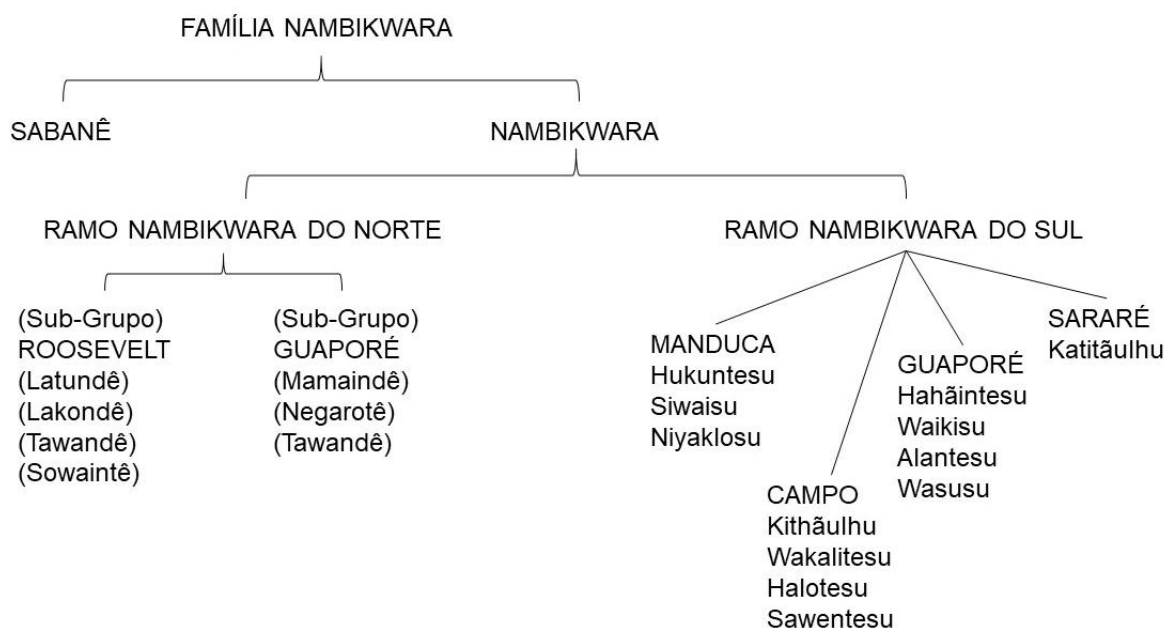 FAMÍLIA NAMBIKWARA
SABANÊ
NAMBIKWARA
RAMO NAMBIKWARA DO NORTE
RAMO NAMBIKWARA DO SUL
(Sub-Grupo)
ROOSEVELT
(Latundê)
(Lakondê)
(Tawandê)
(Sowaintê)
(Sub-Grupo)
GUAPORÉ
(Mamaindê)
(Negarotê)
(Tawandê)
MANDUCA
Hukuntesu
Siwaisu
Niyaklosu
CAMPO
Kithãulhu
Wakalitesu
Halotesu
Sawentesu
GUAPORÉ
Hahãintesu
Waikisu
Alantesu
Wasusu
SARARÉ
Katitãulhu